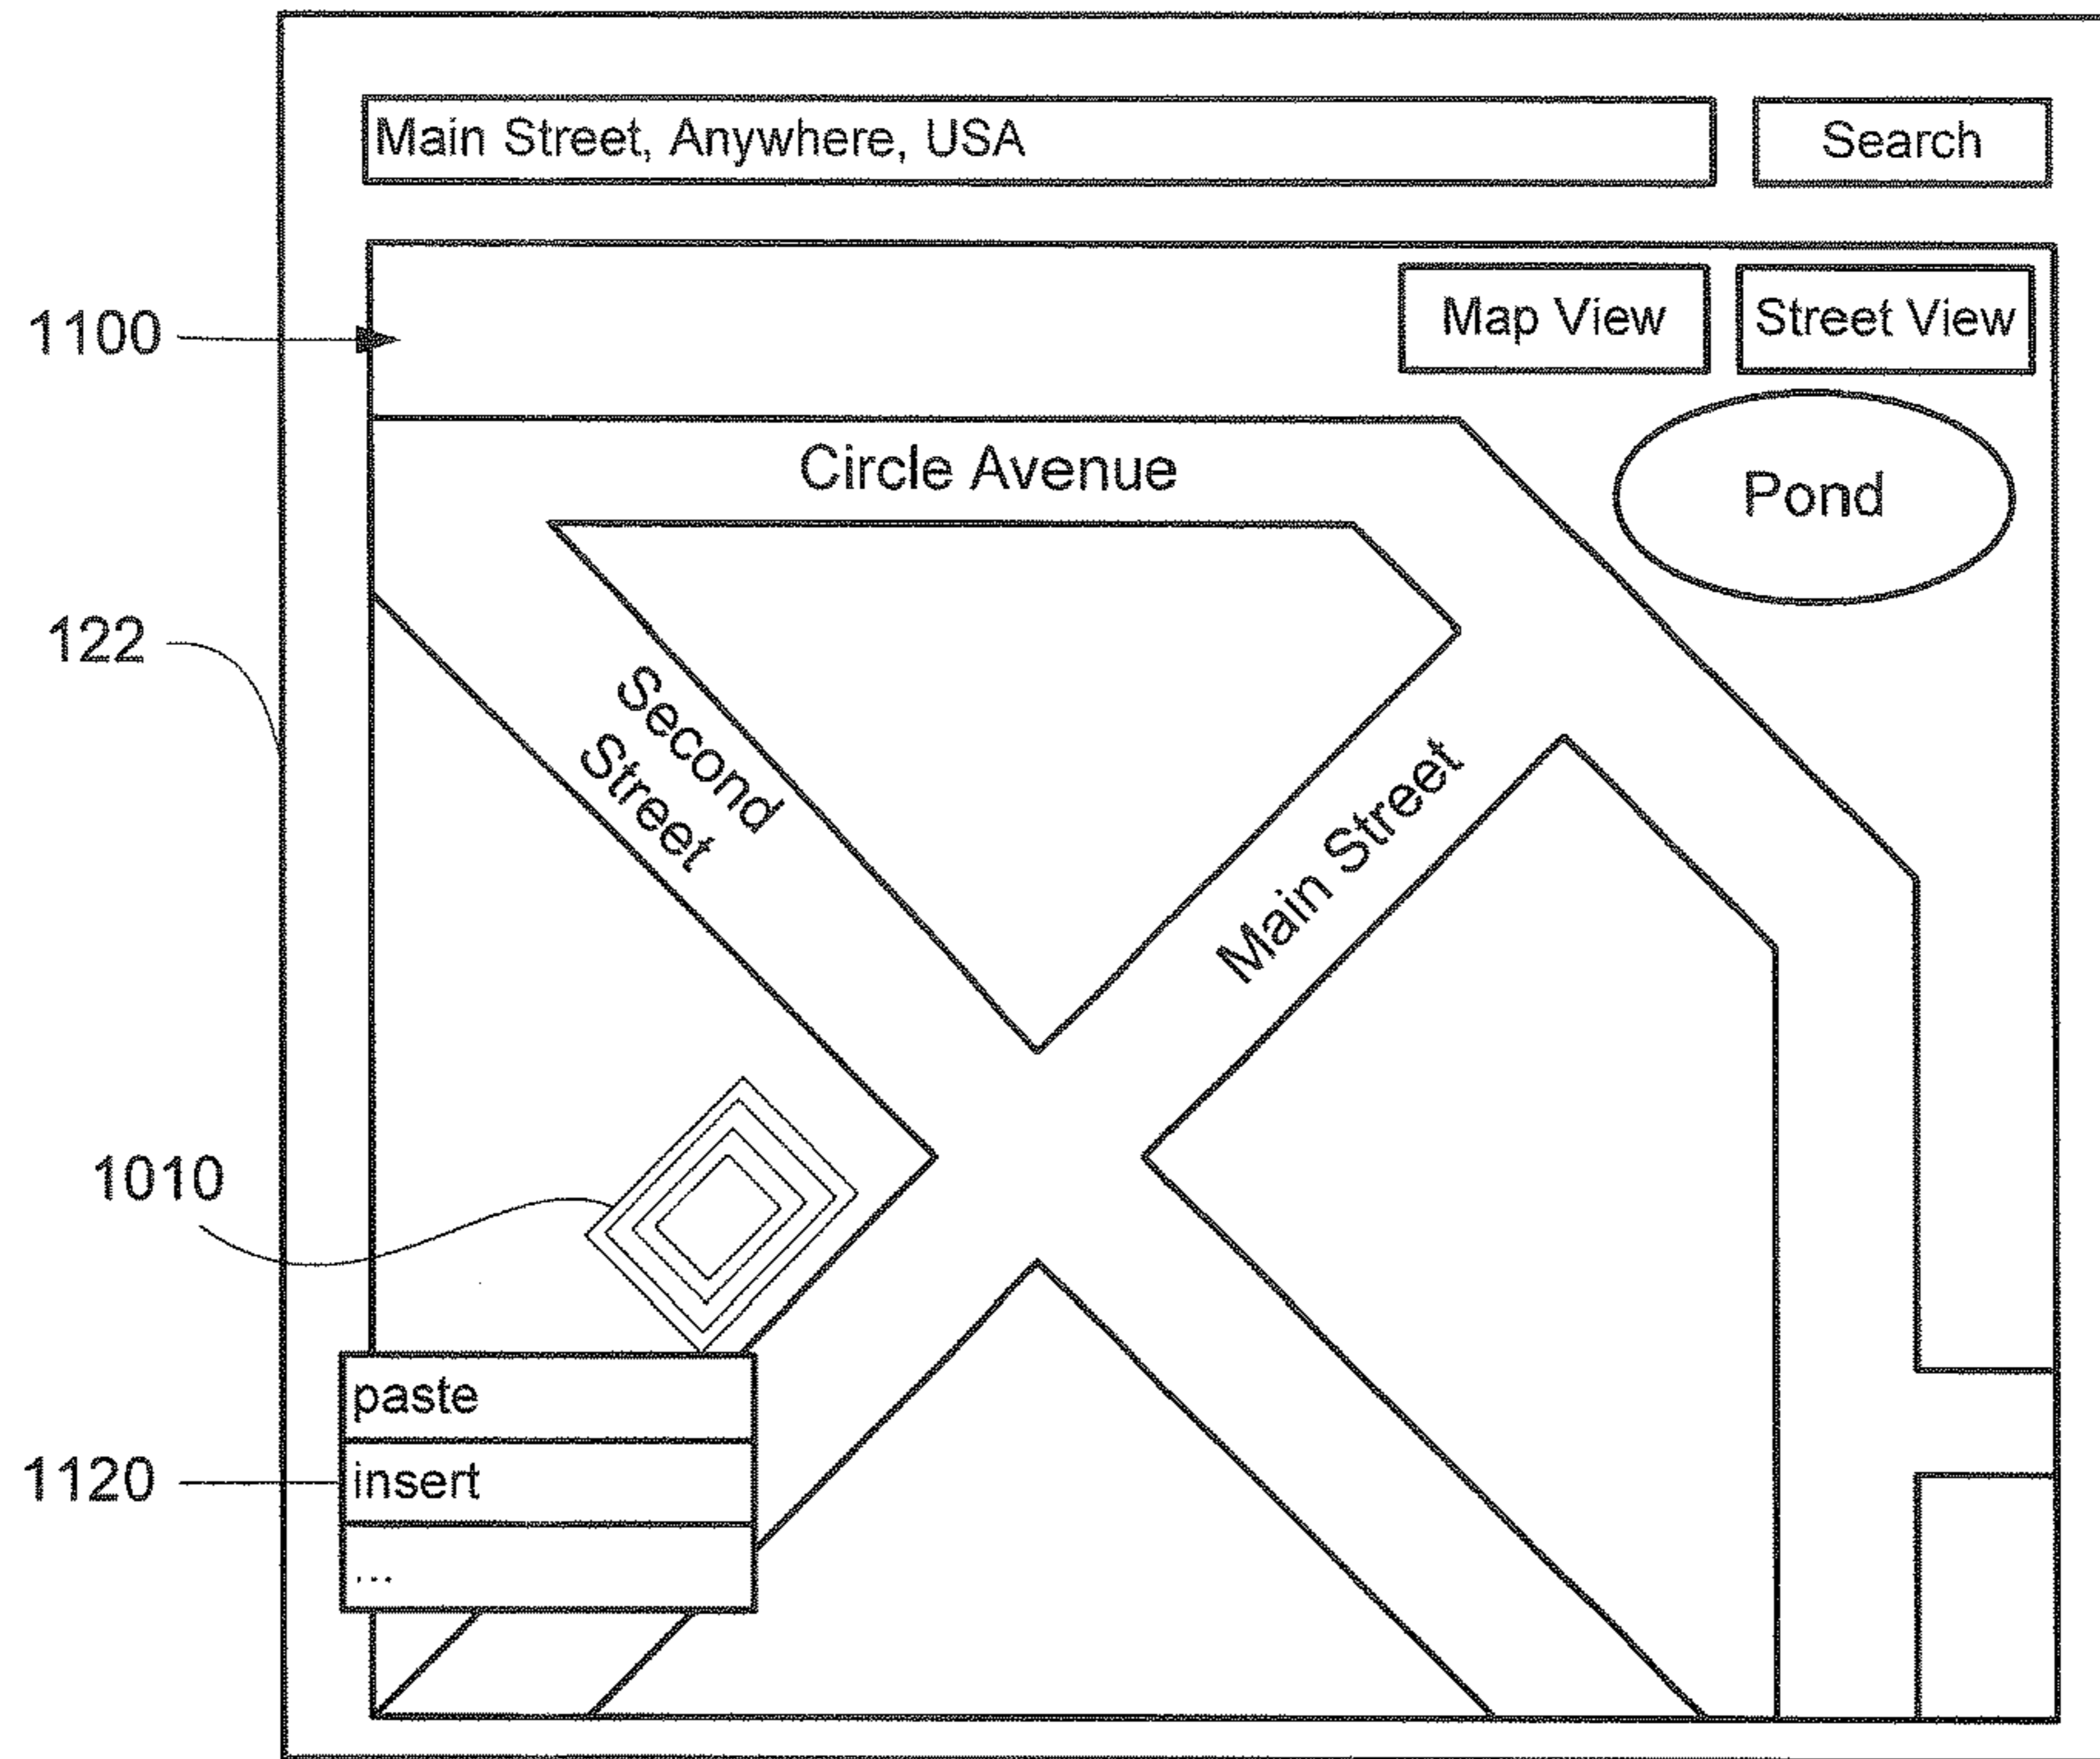 Main Street, Anywhere, USA
Search
1100
Map View
Street View
Circle Avenue
Pond
122
Second
Street
Main Street
1010
paste
1120
insert
...